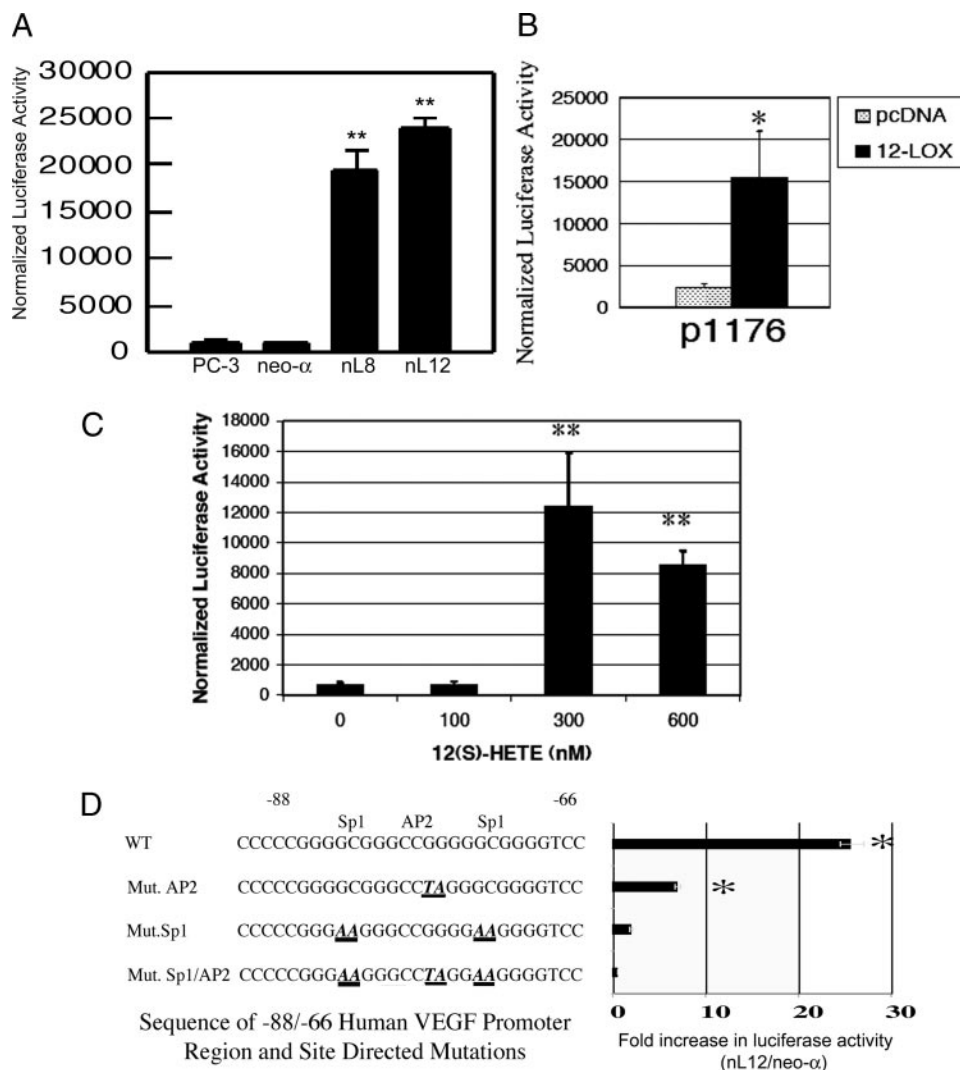 A
Normalized Luciferase Activity
30000
25000
20000
15000
10000
5000
0
**
**
PC-3 neo-α nL8 nL12
B
Normalized Luciferase Activity
25000
20000
15000
10000
5000
0
*
p1176
pcDNA
12-LOX
C
Normalized Luciferase Activity
18000
16000
14000
12000
10000
8000
6000
4000
2000
0
**
**
0 100 300 600
12(S)-HETE (nM)
D
-88 -66
Sp1 AP2 Sp1
WT CCCCCGGGGCGGGCCGGGGGCGGGGTCC *
Mut. AP2 CCCCCGGGGCGGGCCTAGGGCGGGGTCC *
Mut.Sp1 CCCCCGGGAAGGGCCGGGGAAGGGGTCC
Mut. Sp1/AP2 CCCCCGGGAAGGGCCTAGGAAGGGGTCC
Sequence of -88/-66 Human VEGF Promoter
Region and Site Directed Mutations
0 10 20 30
Fold increase in luciferase activity
(nL12/neo-α)